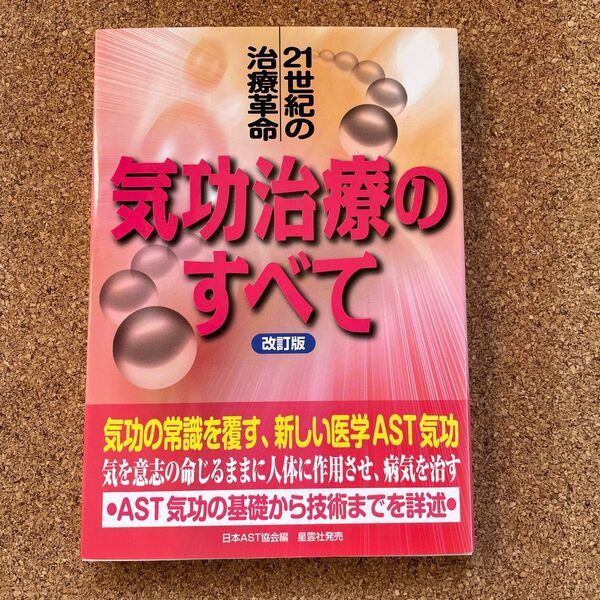 21世紀の
治療革命
気功治療の
すべて
改訂版
気功の常識を覆す、新しい医学AST気功
気を意志の命じるままに人体に作用させ、病気を治す
•AST気功の基礎から技術までを詳述•
日本AST協会編　星雲社発売